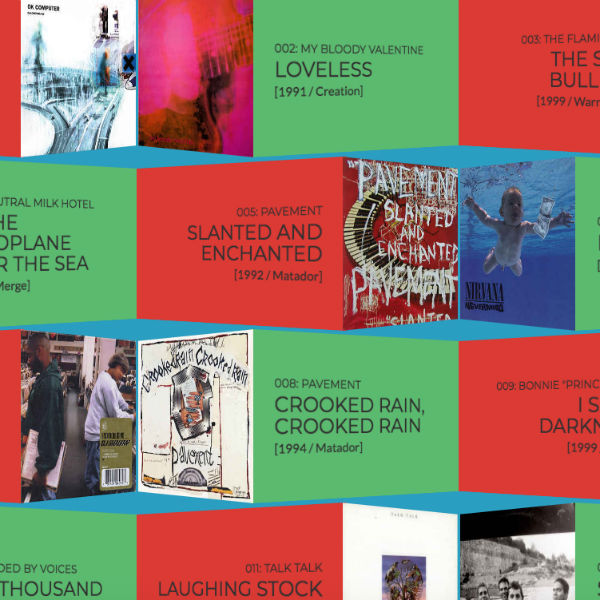 OK COMPUTER
002: MY BLOODY VALENTINE
LOVELESS
[1991 / Creation]
003: THE FLAMI
THE S
BULL
[1999 / Warn
UTRAL MILK HOTEL
HE
OPLANE
R THE SEA
Merge]
005: PAVEMENT
SLANTED AND
ENCHANTED
[1992 / Matador]
"PAVEMENT
SLANTED
AND
ENCHANTED
PAVEMENT
"SLANTED
NIRVANA
NEVERMIND
Crooked Rain Crooked Rain
Pavement
008: PAVEMENT
CROOKED RAIN,
CROOKED RAIN
[1994 / Matador]
009: BONNIE "PRINC
I S
DARKN
[1999
DED BY VOICES
THOUSAND
011: TALK TALK
LAUGHING STOCK
TALK TALK